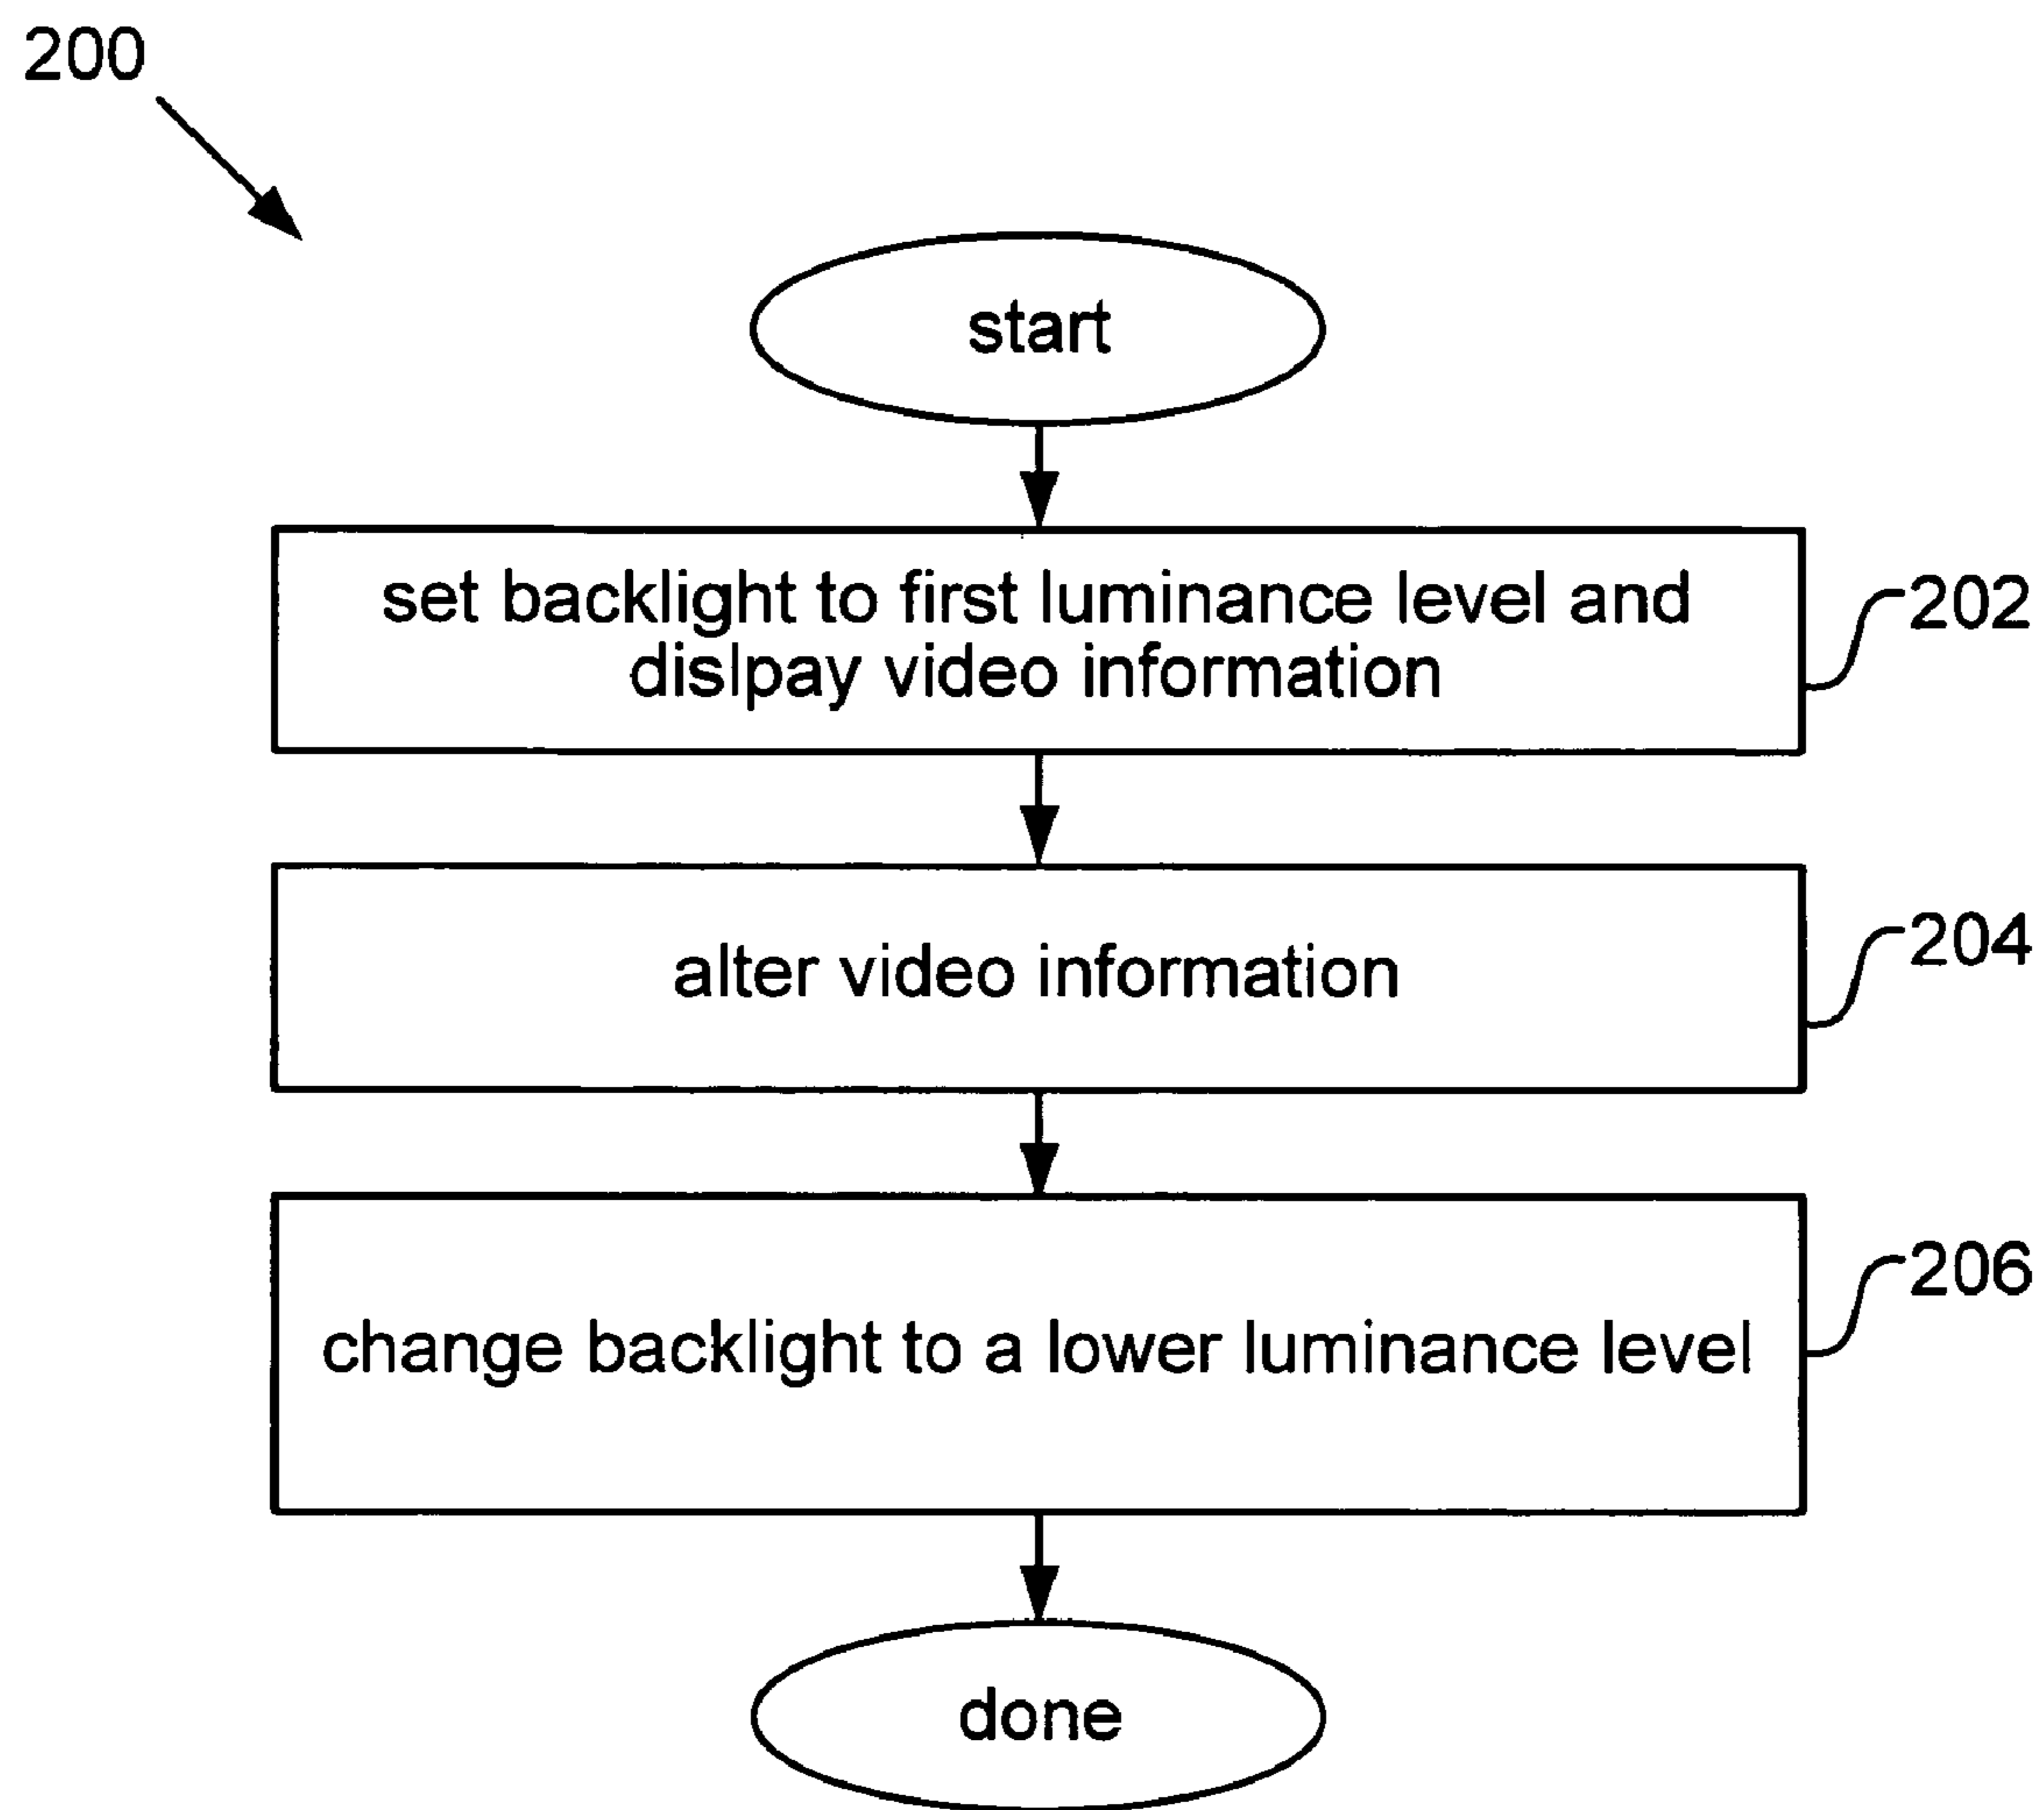 200
start
set backlight to first luminance level and
dislpay video information
202
alter video information
204
change backlight to a lower luminance level
206
done